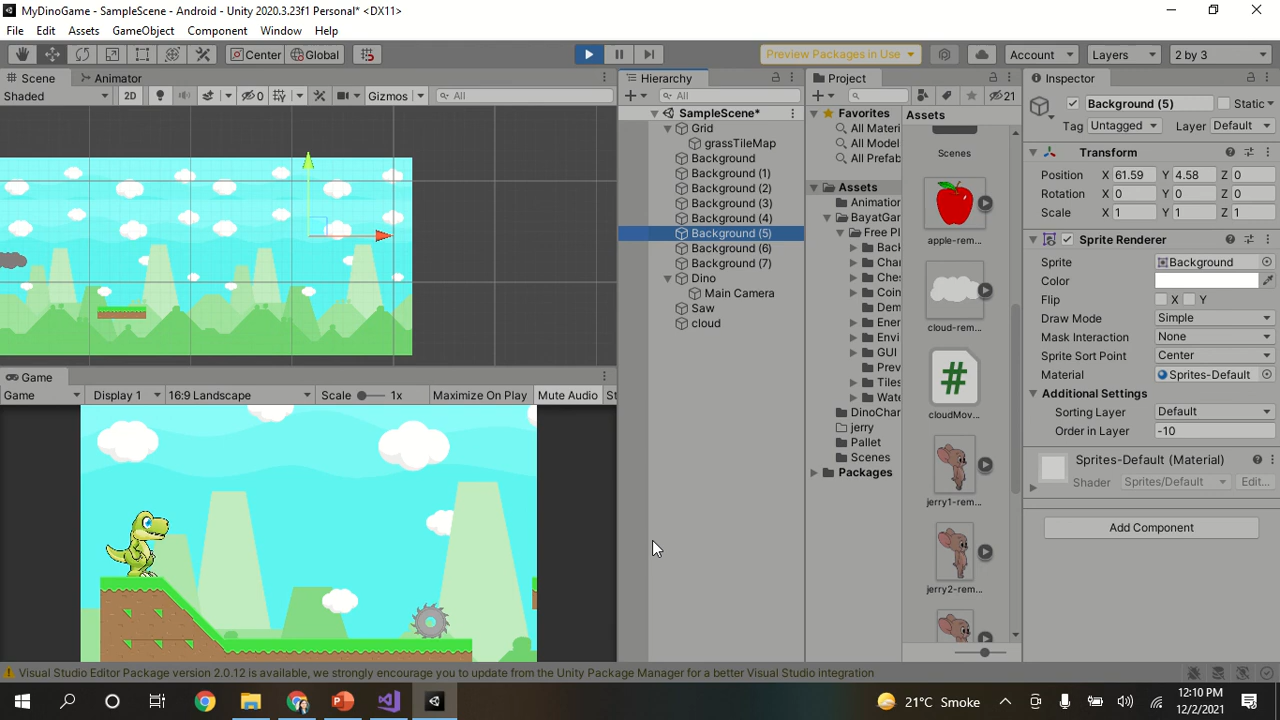 MyDinoGame - SampleScene - Android - Unity 2020.3.23f1 Personal* <DX11>
File Edit Assets GameObject Component Window Help
Center Global Preview Packages in Use Account Layers 2 by 3
Scene Animator
Shaded 2D 0 Gizmos All
Game
Game Display 1 16:9 Landscape Scale 1x Maximize On Play Mute Audio St
Hierarchy
All
SampleScene*
Grid
grassTileMap
Background
Background (1)
Background (2)
Background (3)
Background (4)
Background (5)
Background (6)
Background (7)
Dino
Main Camera
Saw
cloud
Project
21
Favorites
All Materi
All Model
All Prefab
Assets
Animation
BayatGar
Free Pl
Back
Char
Ches
Coin
Dem
Ener
Envi
GUI
Prev
Tiles
Wate
DinoChar
jerry
Pallet
Scenes
Packages
Assets
Scenes
apple-rem...
cloud-rem...
#
cloudMov...
jerry1-rem...
jerry2-rem...
Inspector
Background (5) Static
Tag Untagged Layer Default
Transform
Position X 61.59 Y 4.58 Z 0
Rotation X 0 Y 0 Z 0
Scale X 1 Y 1 Z 1
Sprite Renderer
Sprite Background
Color
Flip X Y
Draw Mode Simple
Mask Interaction None
Sprite Sort Point Center
Material Sprites-Default
Additional Settings
Sorting Layer Default
Order in Layer -10
Sprites-Default (Material)
Shader Sprites/Default Edit...
Add Component
Visual Studio Editor Package version 2.0.12 is available, we strongly encourage you to update from the Unity Package Manager for a better Visual Studio integration
21°C Smoke
12:10 PM
12/2/2021